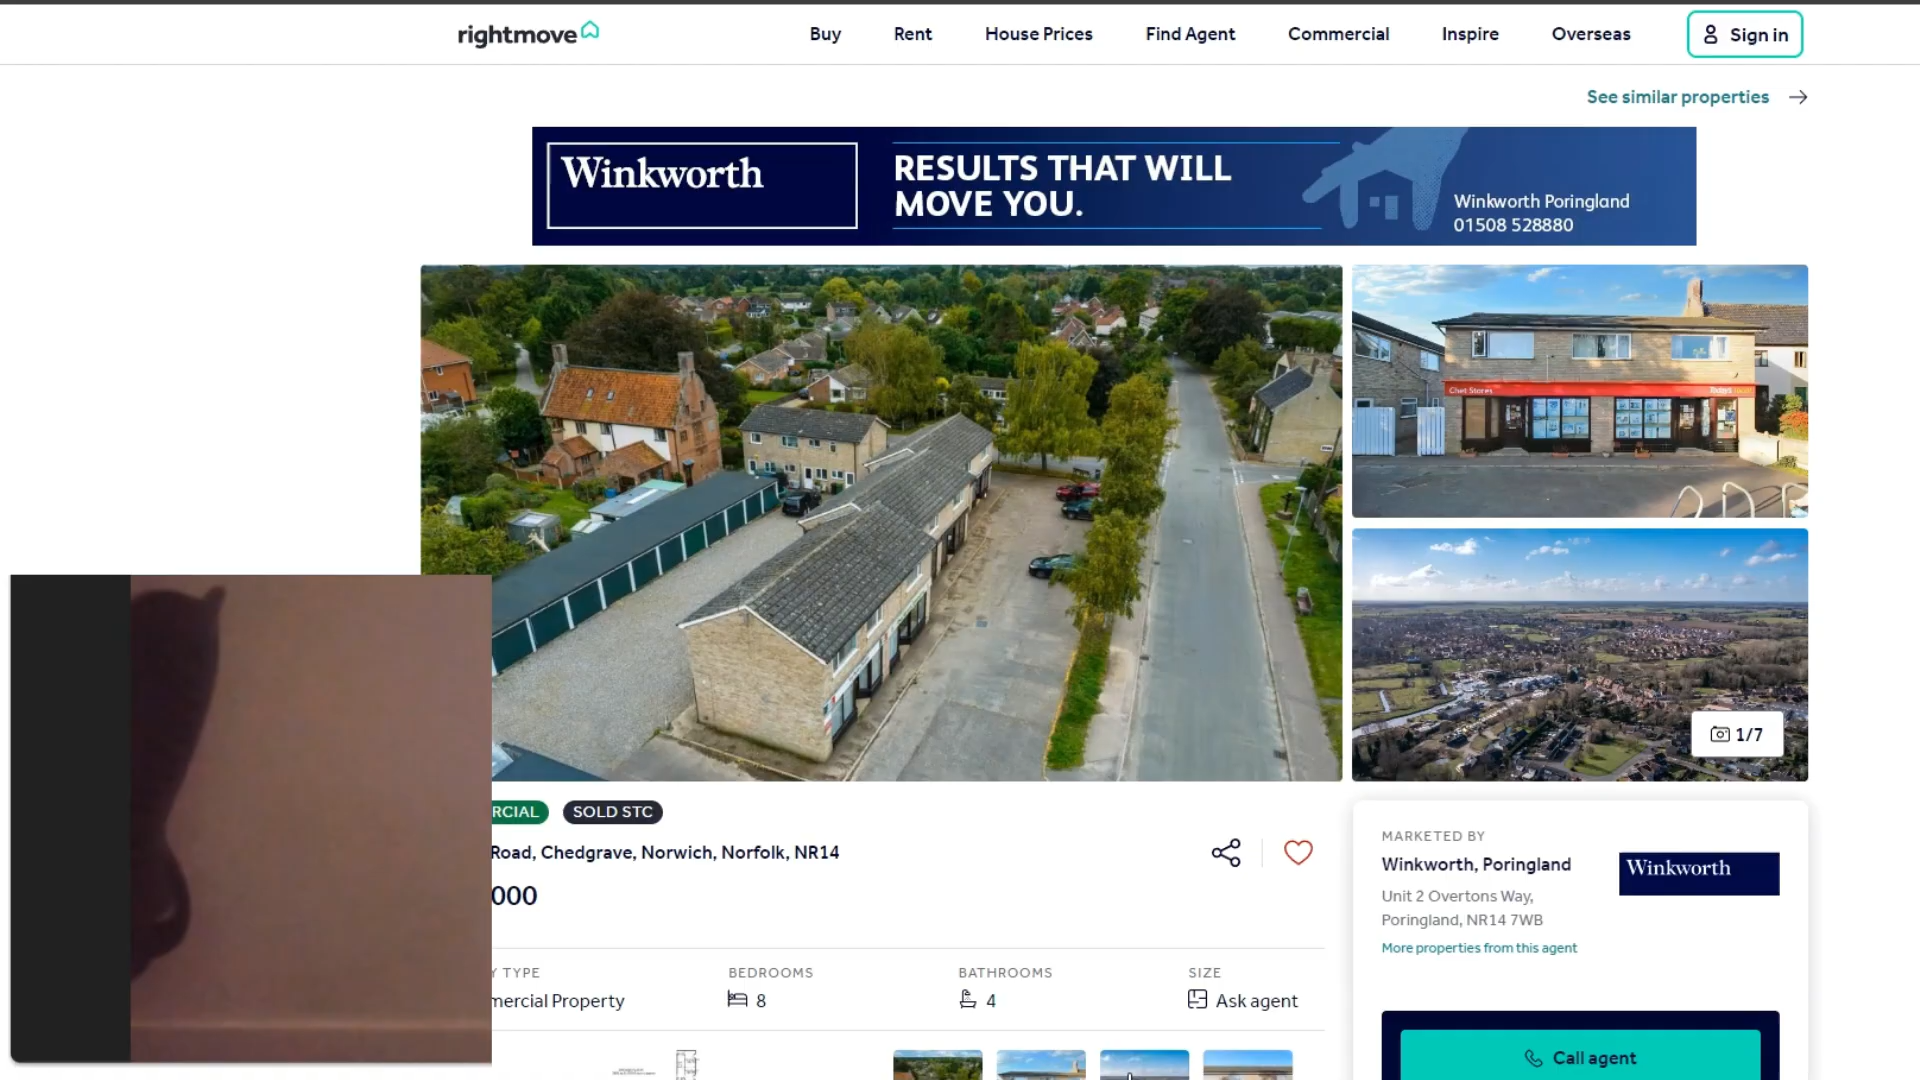 rightmove
Buy
Rent
House Prices
Find Agent
Commercial
Inspire
Overseas
Sign in
See similar properties
Winkworth
RESULTS THAT WILL
MOVE YOU.
Winkworth Poringland
01508 528880
Chet Stores
1/7
RCIAL
SOLD STC
Road, Chedgrave, Norwich, Norfolk, NR14
000
MARKETED BY
Winkworth, Poringland
Unit 2 Overtons Way,
Poringland, NR14 7WB
More properties from this agent
Winkworth
Y TYPE
BEDROOMS
BATHROOMS
SIZE
mercial Property
8
4
Ask agent
Call agent